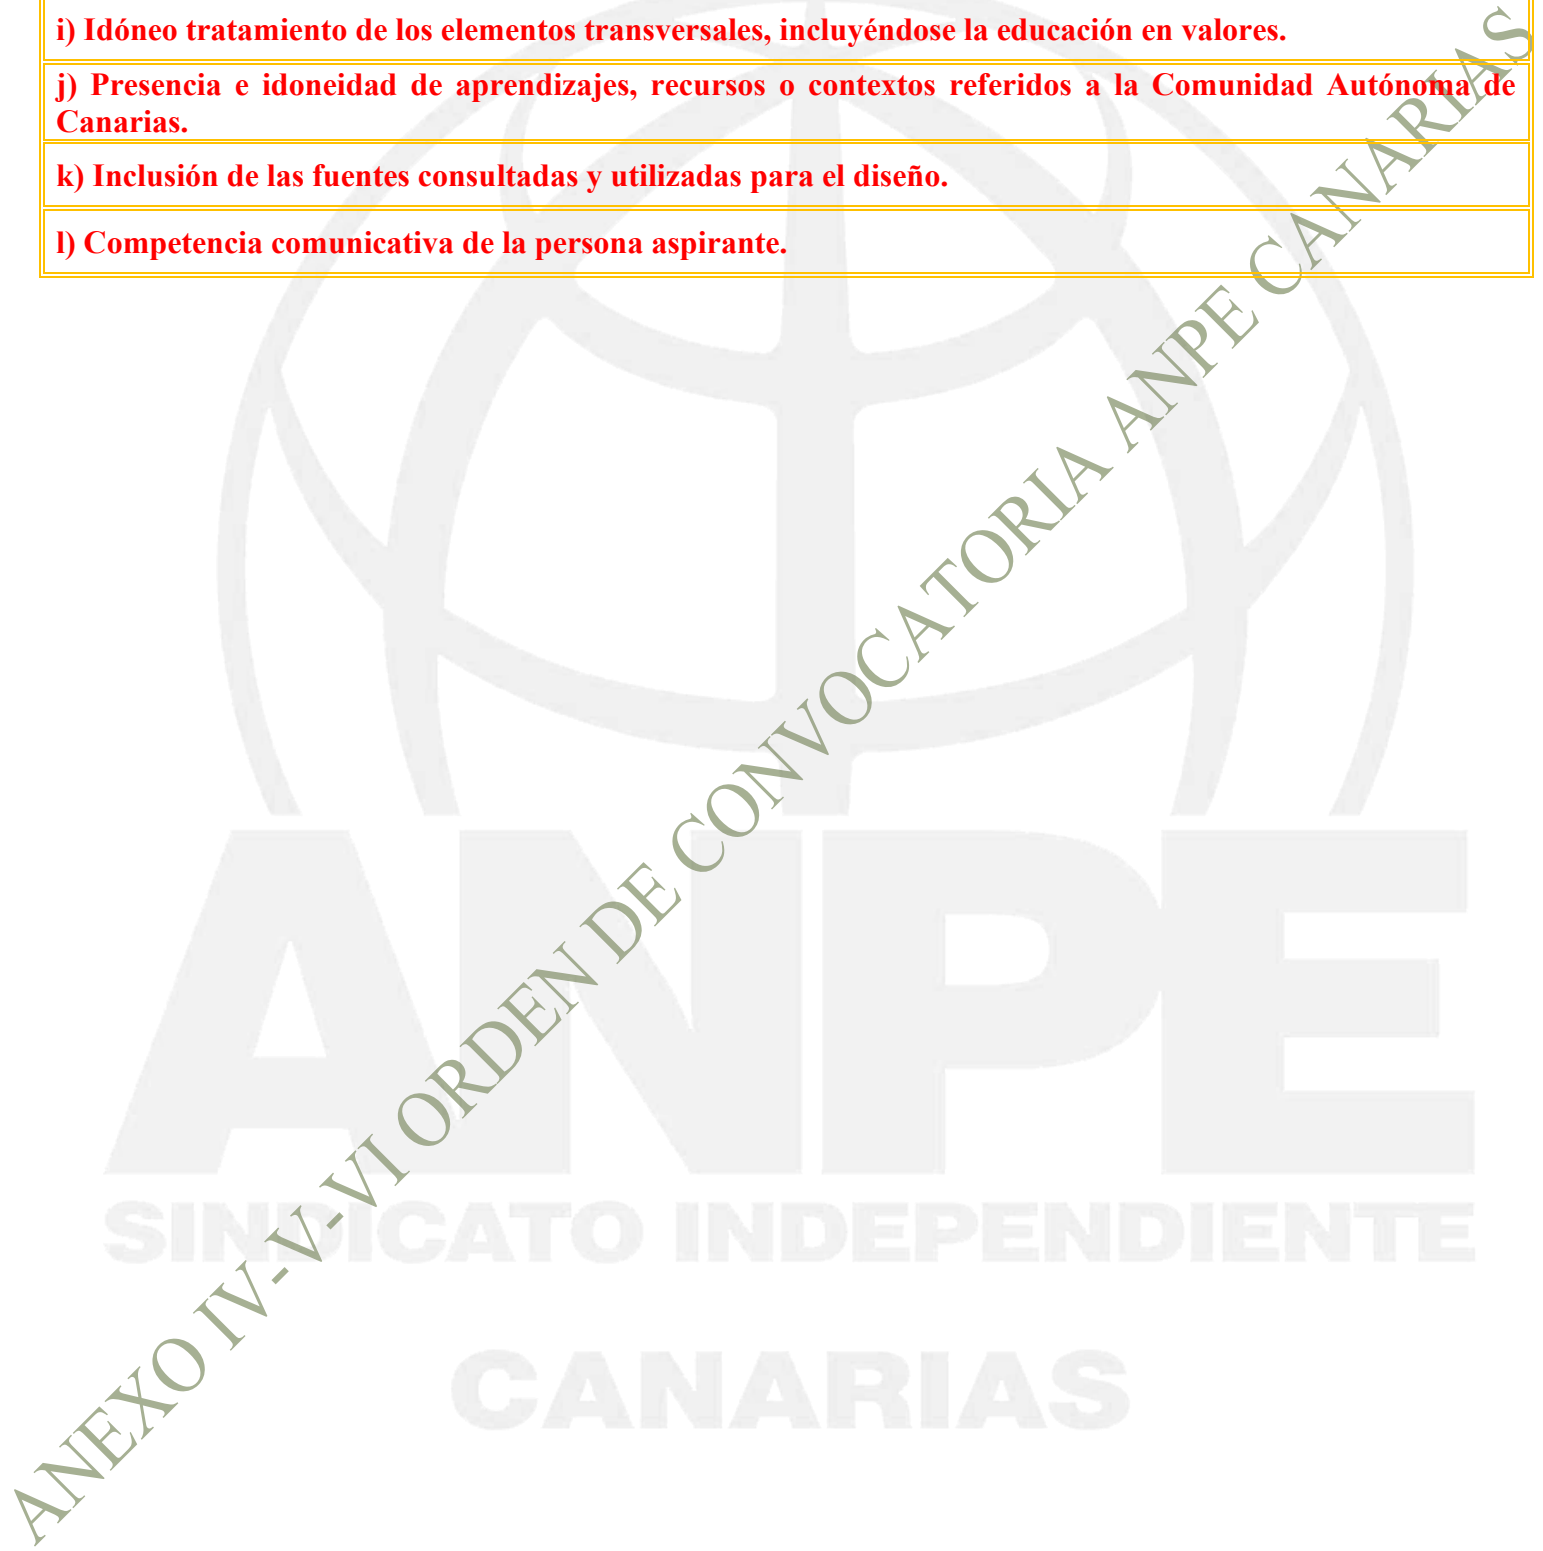 i) Idóneo tratamiento de los elementos transversales, incluyéndose la educación en valores.
j) Presencia e idoneidad de aprendizajes, recursos o contextos referidos a la Comunidad Autónoma de
Canarias.
k) Inclusión de las fuentes consultadas y utilizadas para el diseño.
l) Competencia comunicativa de la persona aspirante.
ANEXO IV-V-VI ORDEN DE CONVOCATORIA ANPE CANARIAS
ANPE
SINDICATO INDEPENDIENTE
CANARIAS